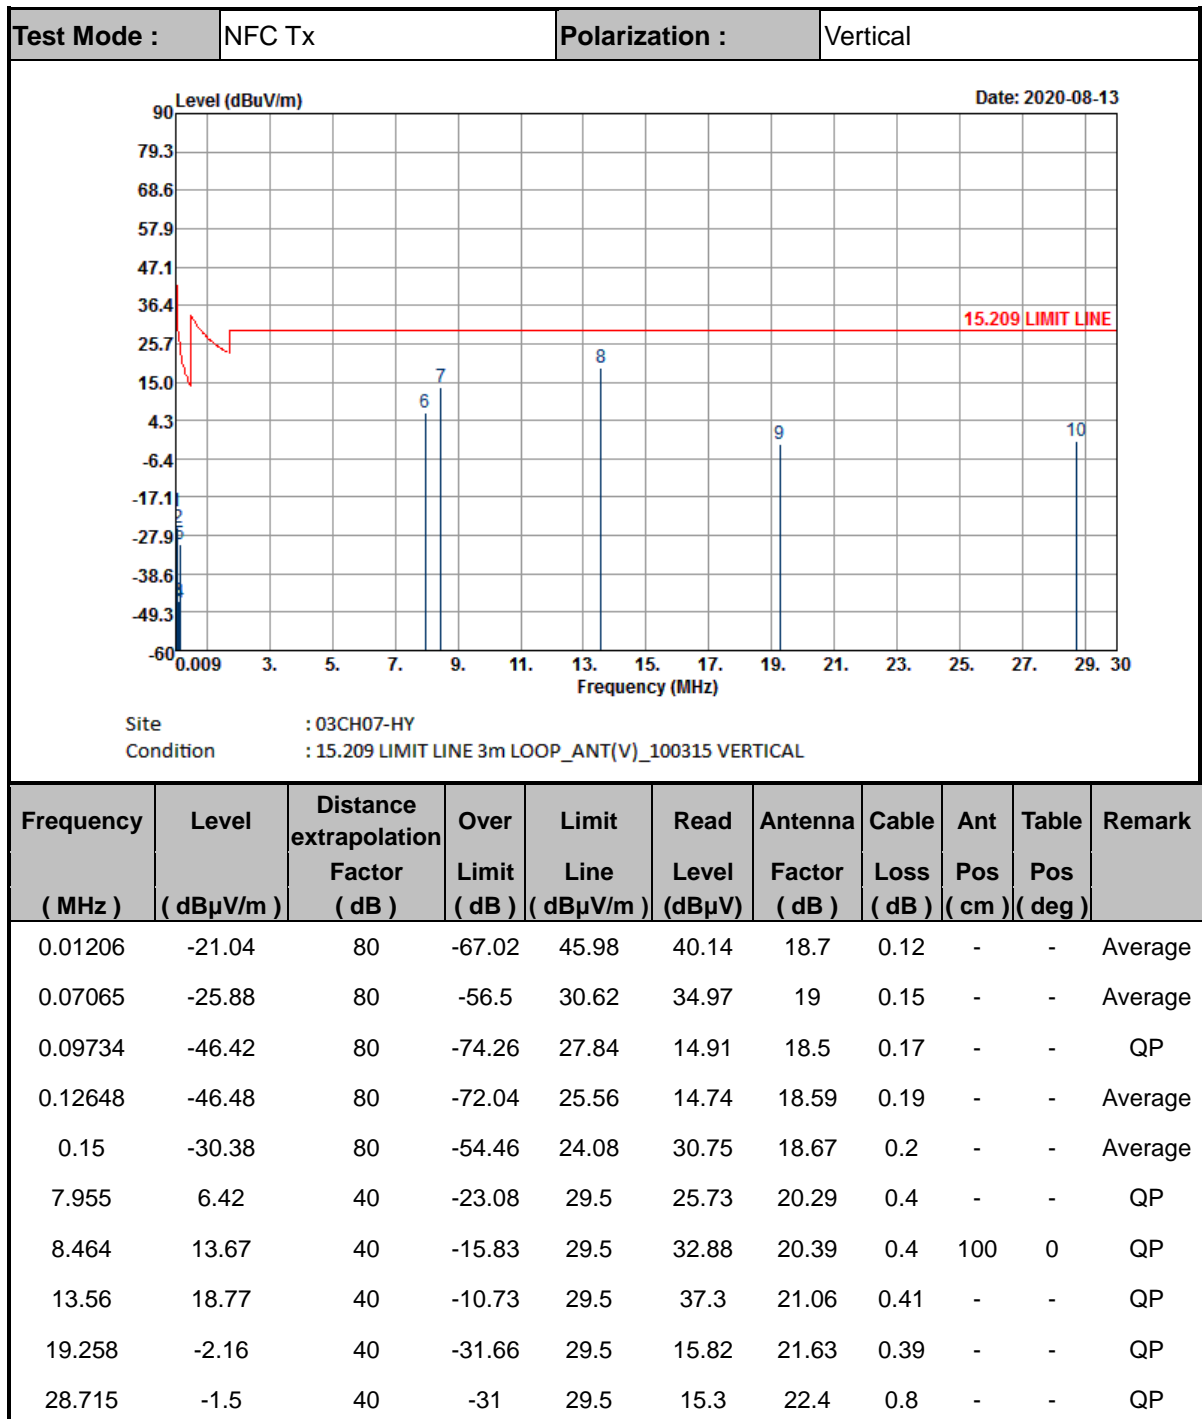 Test Mode : NFC Tx Polarization : Vertical
Level (dBuV/m) Date: 2020-08-13
90
79.3
68.6
57.9
47.1
36.4
15.209 LIMIT LINE
25.7
8
15.0
7
6
4.3
9 10
-6.4
-17.1
1
2
-27.9
5
-38.6
4
-49.3
-60
0.009 3. 5. 7. 9. 11. 13. 15. 17. 19. 21. 23. 25. 27. 29. 30
Frequency (MHz)
Site : 03CH07-HY
Condition : 15.209 LIMIT LINE 3m LOOP_ANT(V)_100315 VERTICAL
Frequency Level Distance extrapolation Over Limit Read Antenna Cable Ant Table Remark
Factor Limit Line Level Factor Loss Pos Pos
( MHz ) ( dBµV/m ) ( dB ) ( dB ) ( dBµV/m ) (dBµV) ( dB ) ( dB ) ( cm ) ( deg )
0.01206 -21.04 80 -67.02 45.98 40.14 18.7 0.12 - - Average
0.07065 -25.88 80 -56.5 30.62 34.97 19 0.15 - - Average
0.09734 -46.42 80 -74.26 27.84 14.91 18.5 0.17 - - QP
0.12648 -46.48 80 -72.04 25.56 14.74 18.59 0.19 - - Average
0.15 -30.38 80 -54.46 24.08 30.75 18.67 0.2 - - Average
7.955 6.42 40 -23.08 29.5 25.73 20.29 0.4 - - QP
8.464 13.67 40 -15.83 29.5 32.88 20.39 0.4 100 0 QP
13.56 18.77 40 -10.73 29.5 37.3 21.06 0.41 - - QP
19.258 -2.16 40 -31.66 29.5 15.82 21.63 0.39 - - QP
28.715 -1.5 40 -31 29.5 15.3 22.4 0.8 - - QP